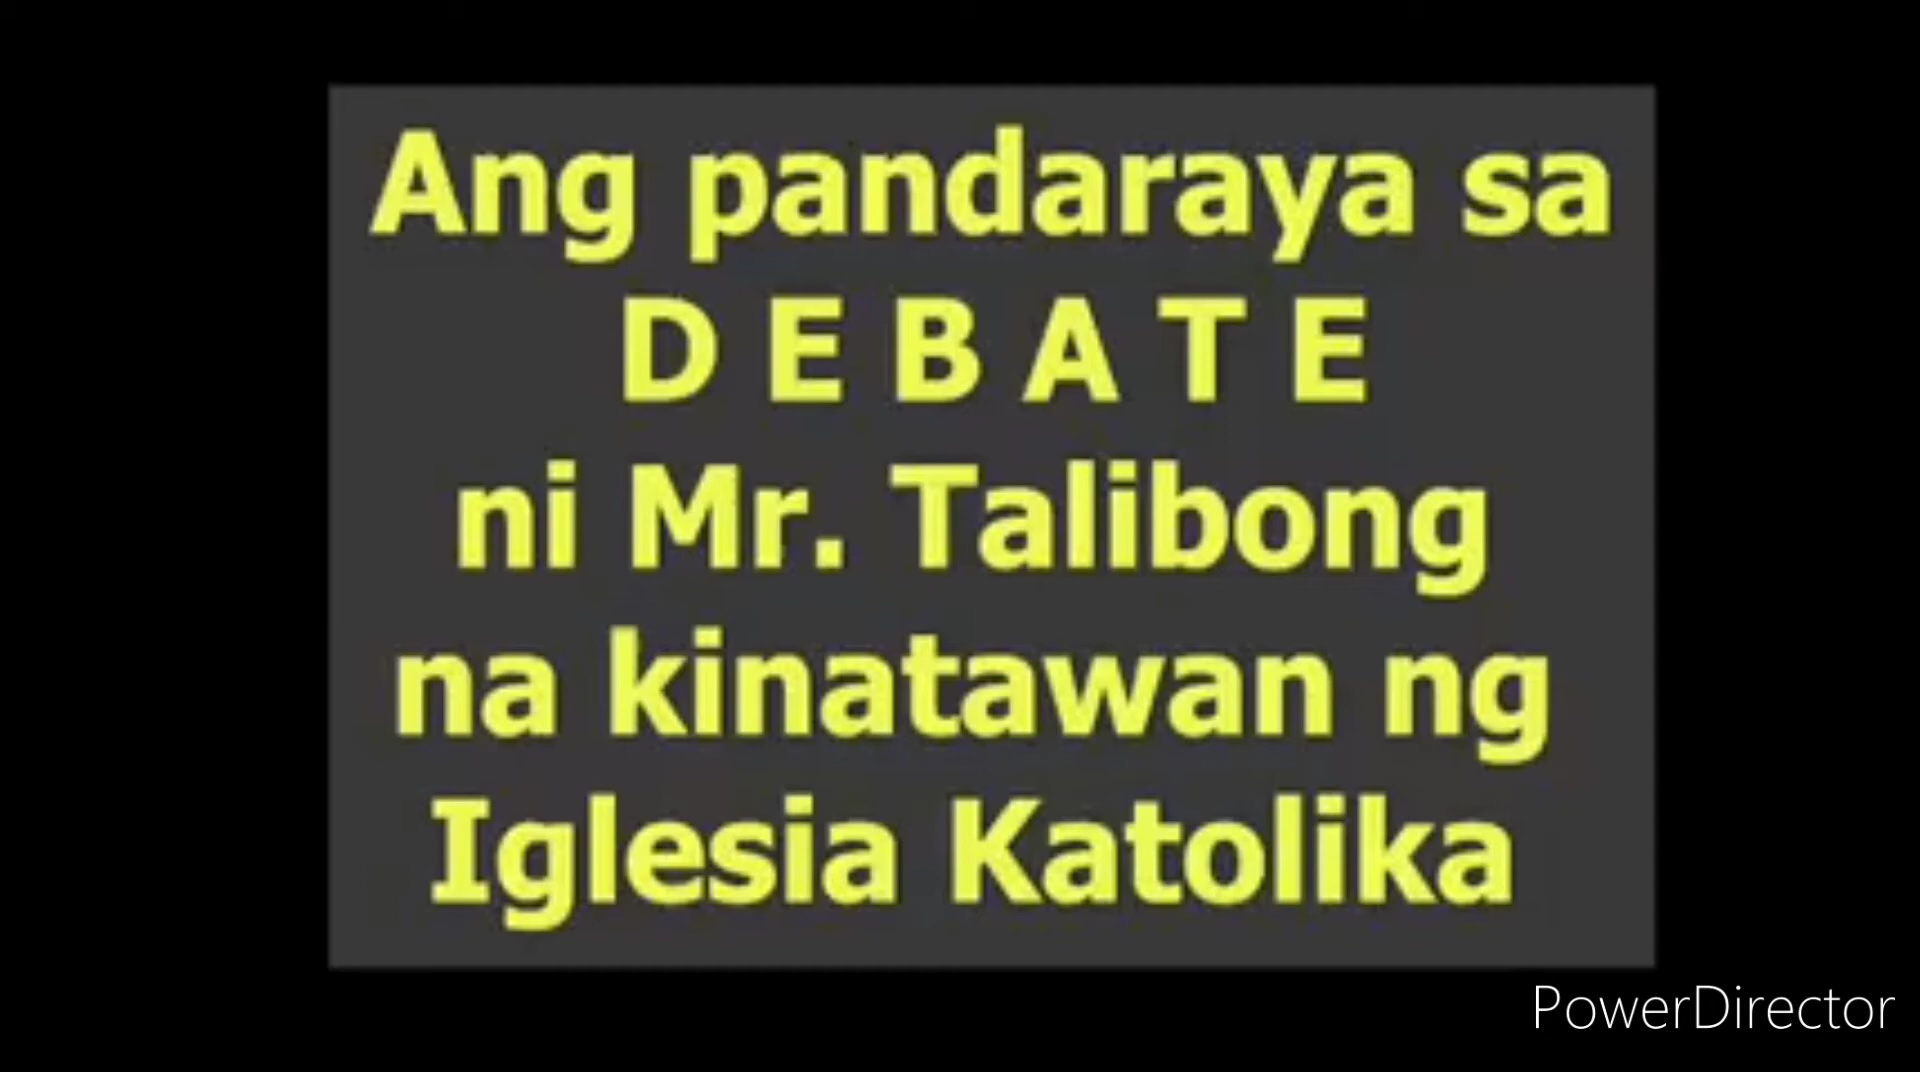 Ang pandaraya sa
D E B A T E
ni Mr. Talibong
na kinatawan ng
Iglesia Katolika
PowerDirector